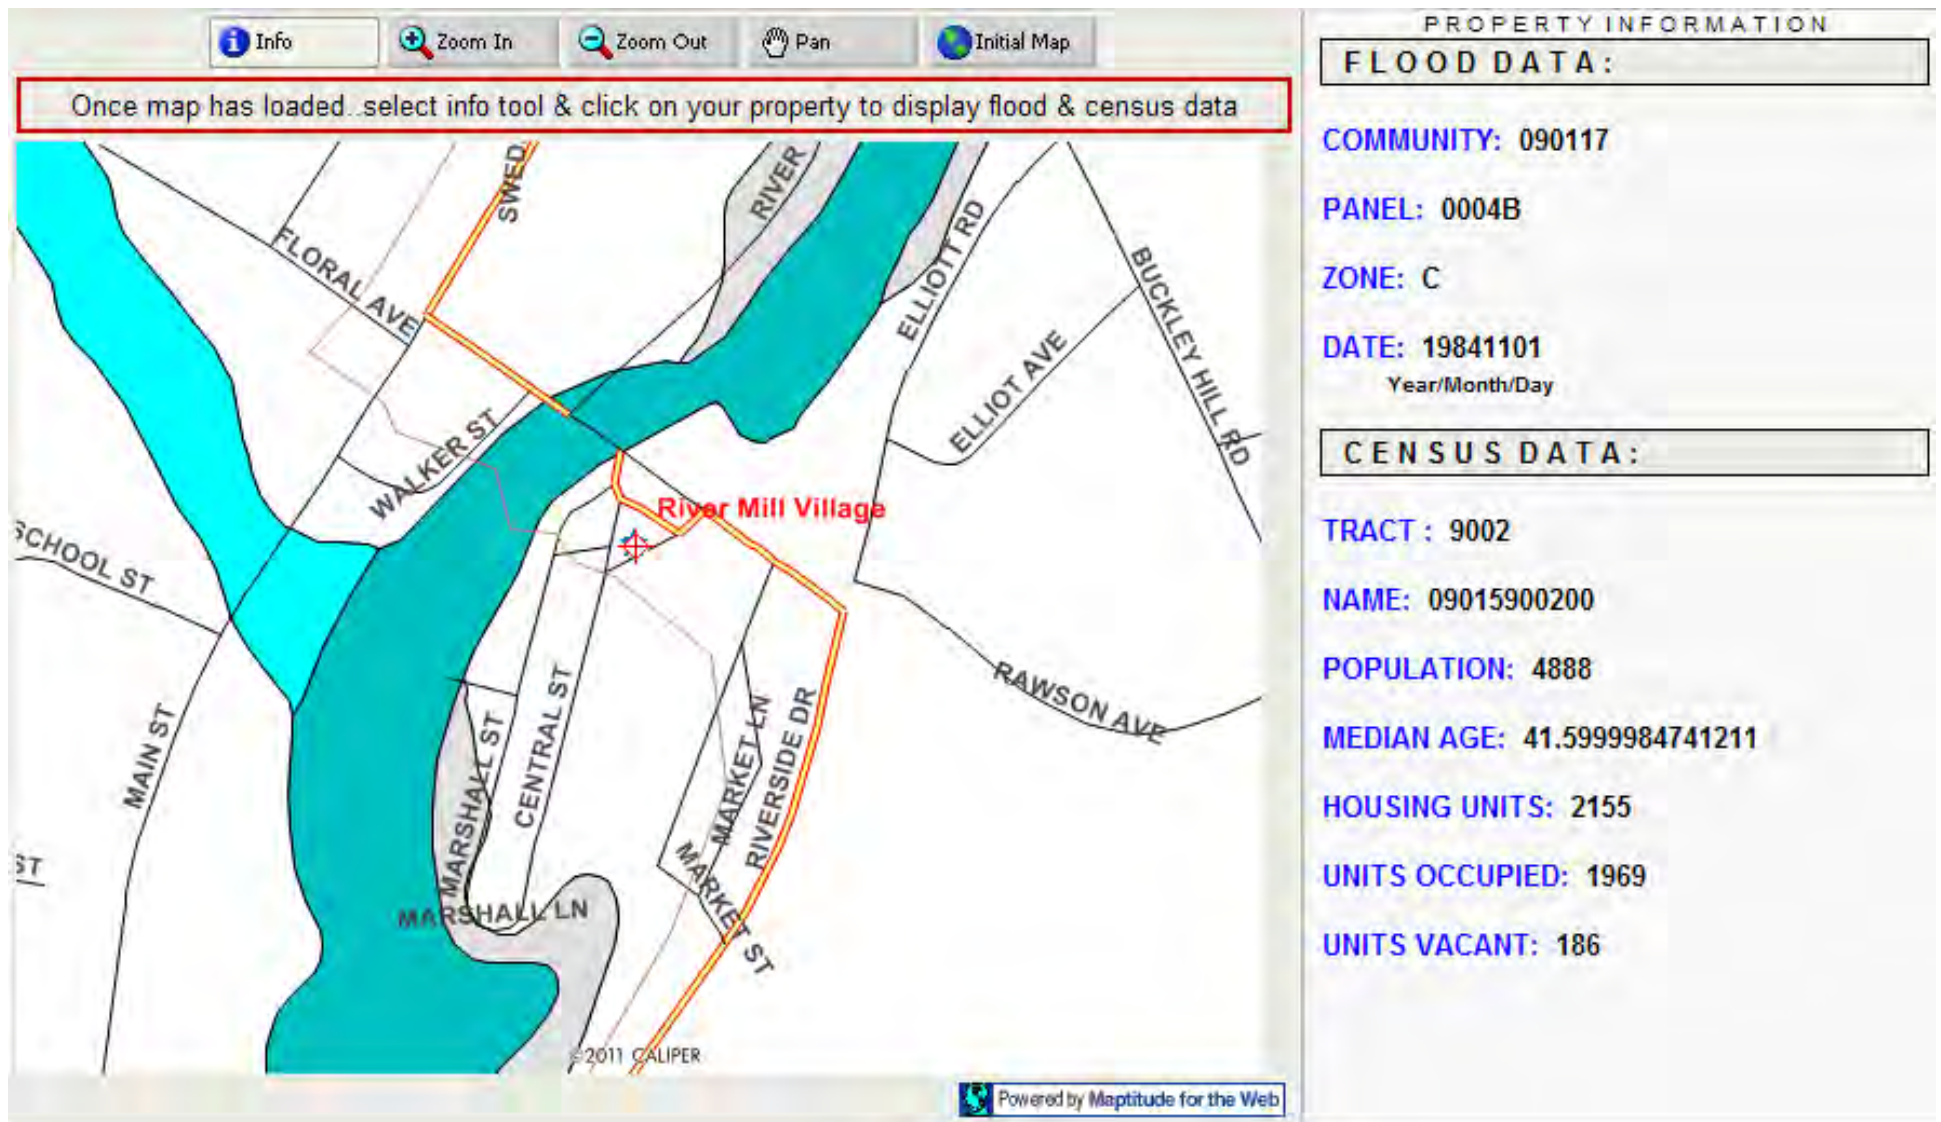 Info
Zoom In
Zoom Out
Pan
Initial Map
Once map has loaded..select info tool & click on your property to display flood & census data
SWED
RIVER
FLORAL AVE
ELLIOTT RD
BUCKLEY HILL RD
ELLIOT AVE
WALKER ST
River Mill Village
SCHOOL ST
RAWSON AVE
MAIN ST
MARSHALL ST
CENTRAL ST
MARKET LN
RIVERSIDE DR
ST
MARKET ST
MARSHALL LN
©2011 CALIPER
Powered by Maptitude for the Web
PROPERTY INFORMATION
FLOOD DATA:
COMMUNITY: 090117
PANEL: 0004B
ZONE: C
DATE: 19841101
Year/Month/Day
CENSUS DATA:
TRACT : 9002
NAME: 09015900200
POPULATION: 4888
MEDIAN AGE: 41.5999984741211
HOUSING UNITS: 2155
UNITS OCCUPIED: 1969
UNITS VACANT: 186